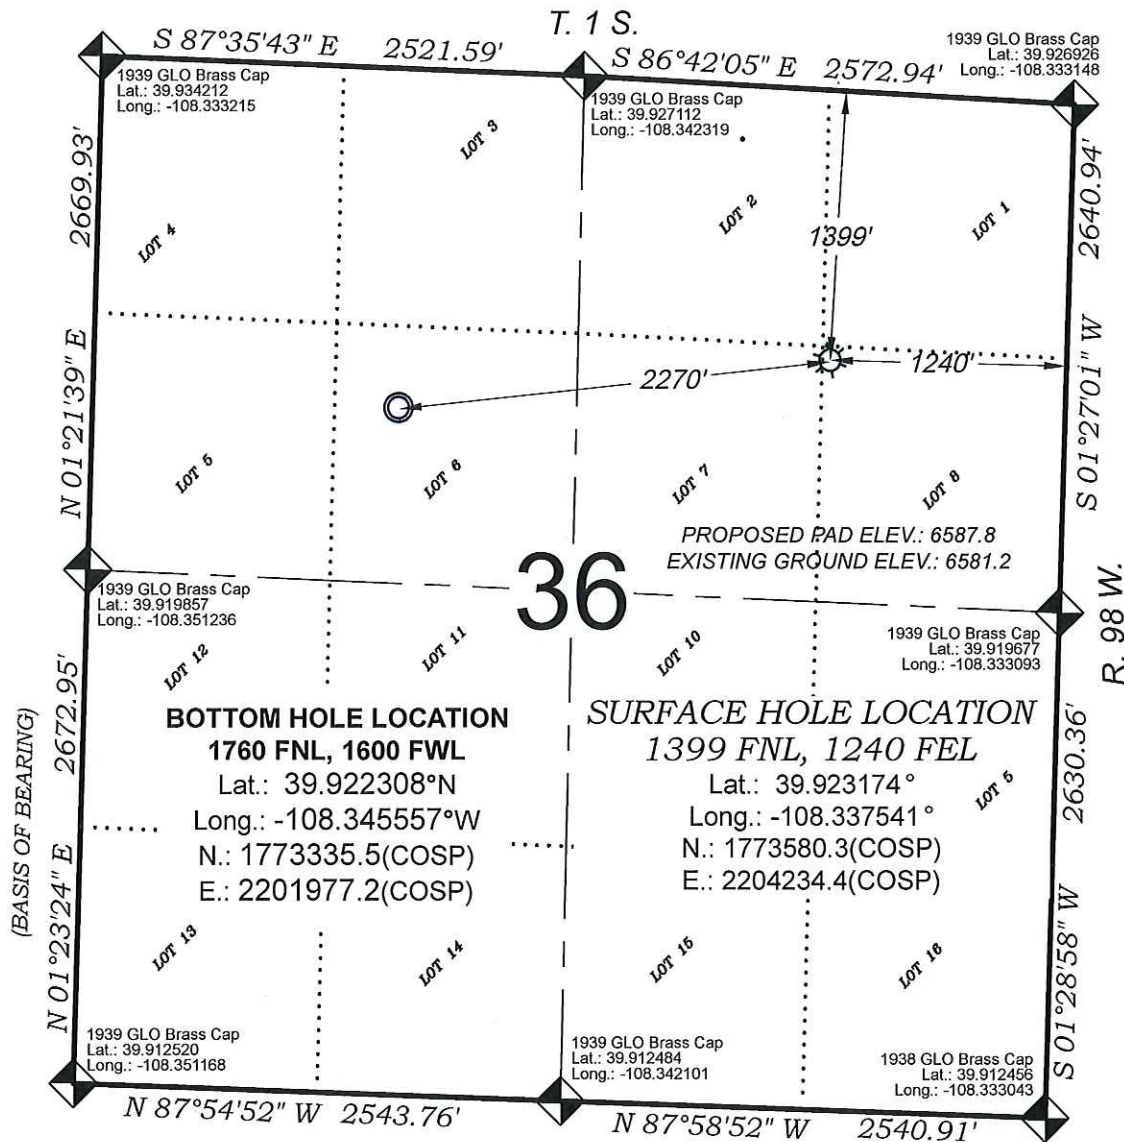 T. 1 S.
S 87°35'43" E 2521.59'
S 86°42'05" E 2572.94'
1939 GLO Brass Cap
Lat.: 39.926926
Long.: -108.333148
1939 GLO Brass Cap
Lat.: 39.934212
Long.: -108.333215
1939 GLO Brass Cap
Lat.: 39.927112
Long.: -108.342319
2669.93'
N 01°21'39" E
2640.94'
S 01°27'01" W
LOT 4
LOT 3
LOT 2
LOT 1
1399'
2270'
1240'
LOT 5
LOT 6
LOT 7
LOT 8
PROPOSED PAD ELEV.: 6587.8
EXISTING GROUND ELEV.: 6581.2
36
R. 98 W.
1939 GLO Brass Cap
Lat.: 39.919857
Long.: -108.351236
1939 GLO Brass Cap
Lat.: 39.919677
Long.: -108.333093
LOT 12
LOT 11
LOT 10
LOT 5
BOTTOM HOLE LOCATION
1760 FNL, 1600 FWL
Lat.: 39.922308°N
Long.: -108.345557°W
N.: 1773335.5(COSP)
E.: 2201977.2(COSP)
SURFACE HOLE LOCATION
1399 FNL, 1240 FEL
Lat.: 39.923174°
Long.: -108.337541°
N.: 1773580.3(COSP)
E.: 2204234.4(COSP)
(BASIS OF BEARING)
N 01°23'24" E 2672.95'
2630.36'
S 01°28'58" W
LOT 13
LOT 14
LOT 15
LOT 16
1939 GLO Brass Cap
Lat.: 39.912520
Long.: -108.351168
1939 GLO Brass Cap
Lat.: 39.912484
Long.: -108.342101
1938 GLO Brass Cap
Lat.: 39.912456
Long.: -108.333043
N 87°54'52" W 2543.76'
N 87°58'52" W 2540.91'